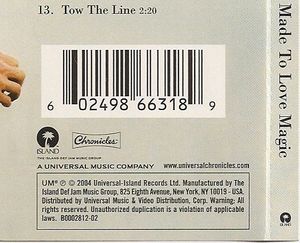 13. Tow The Line 2:20
6 02498 66318 9
ISLAND
THE ISLAND DEF JAM MUSIC GROUP
Chronicles
A UNIVERSAL MUSIC COMPANY
www.universalchronicles.com
UM® ℗ © 2004 Universal-Island Records Ltd. Manufactured by The
Island Def Jam Music Group, 825 Eighth Avenue, New York, NY 10019 - USA.
Distributed by Universal Music & Video Distribution, Corp. Warning: All
rights reserved. Unauthorized duplication is a violation of applicable
laws. B0002812-02
Made To Love Magic
ISLAND